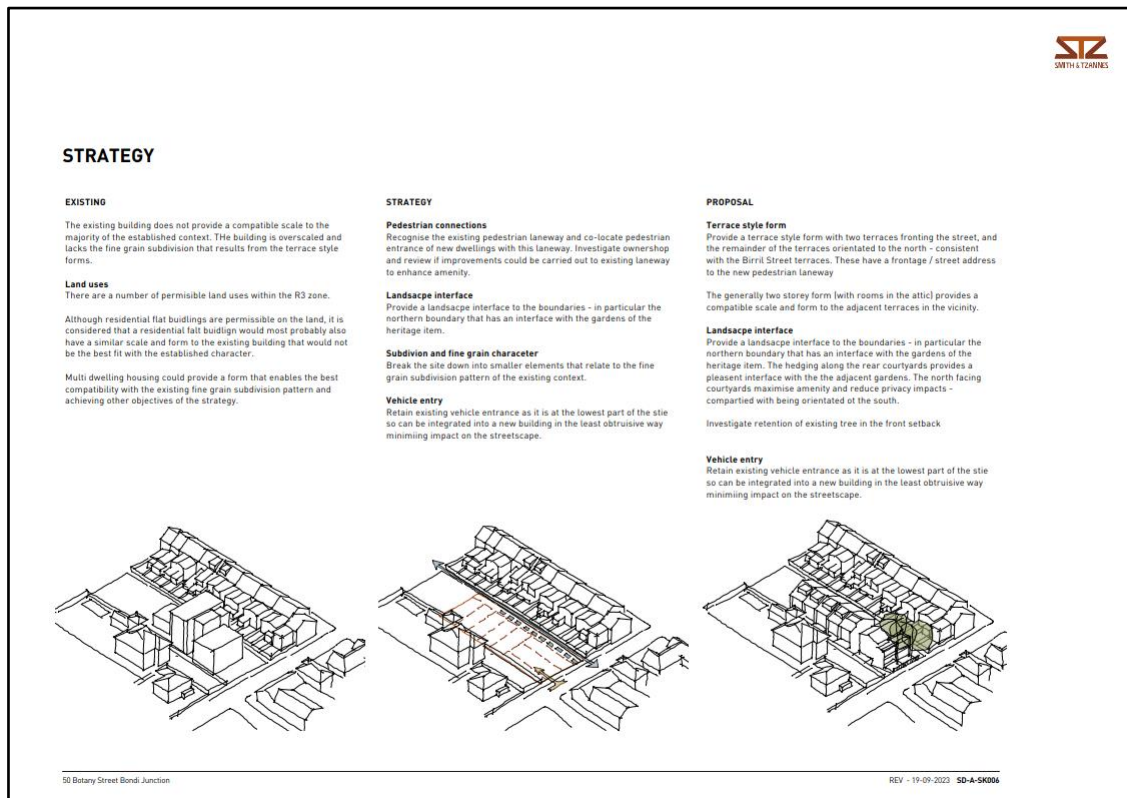 STZ
SMITH & TZANNES
STRATEGY
EXISTING
The existing building does not provide a compatible scale to the
majority of the established context. THe building is overscaled and
lacks the fine grain subdivision that results from the terrace style
forms.
Land uses
There are a number of permisible land uses within the R3 zone.
Although residential flat buidlings are permissible on the land, it is
considered that a residential falt buidlign would most probably also
have a similar scale and form to the existing building that would not
be the best fit with the established character.
Multi dwelling housing could provide a form that enables the best
compatibility with the existing fine grain subdivision pattern and
achieving other objectives of the strategy.
STRATEGY
Pedestrian connections
Recognise the existing pedestrian laneway and co-locate pedestrian
entrance of new dwellings with this laneway. Investigate ownershop
and review if improvements could be carried out to existing laneway
to enhance amenity.
Landsacpe interface
Provide a landsacpe interface to the boundaries - in particular the
northern boundary that has an interface with the gardens of the
heritage item.
Subdivion and fine grain characeter
Break the site down into smaller elements that relate to the fine
grain subdivision pattern of the existing context.
Vehicle entry
Retain existing vehicle entrance as it is at the lowest part of the stie
so can be integrated into a new building in the least obtruisive way
minimiing impact on the streetscape.
PROPOSAL
Terrace style form
Provide a terrace style form with two terraces fronting the street, and
the remainder of the terraces orientated to the north - consistent
with the Birril Street terraces. These have a frontage / street address
to the new pedestrian laneway
The generally two storey form (with rooms in the attic) provides a
compatible scale and form to the adjacent terraces in the vicinity.
Landsacpe interface
Provide a landscape interface to the boundaries - in particular the
northern boundary that has an interface with the gardens of the
heritage item. The hedging along the rear courtyards provides a
pleasent interface with the the adjacent gardens. The north facing
courtyards maximise amenity and reduce privacy impacts -
compartied with being orientated ot the south.
Investigate retention of existing tree in the front setback
Vehicle entry
Retain existing vehicle entrance as it is at the lowest part of the stie
so can be integrated into a new building in the least obtruisive way
minimiing impact on the streetscape.
50 Botany Street Bondi Junction
REV - 19-09-2023 SD-A-SK006